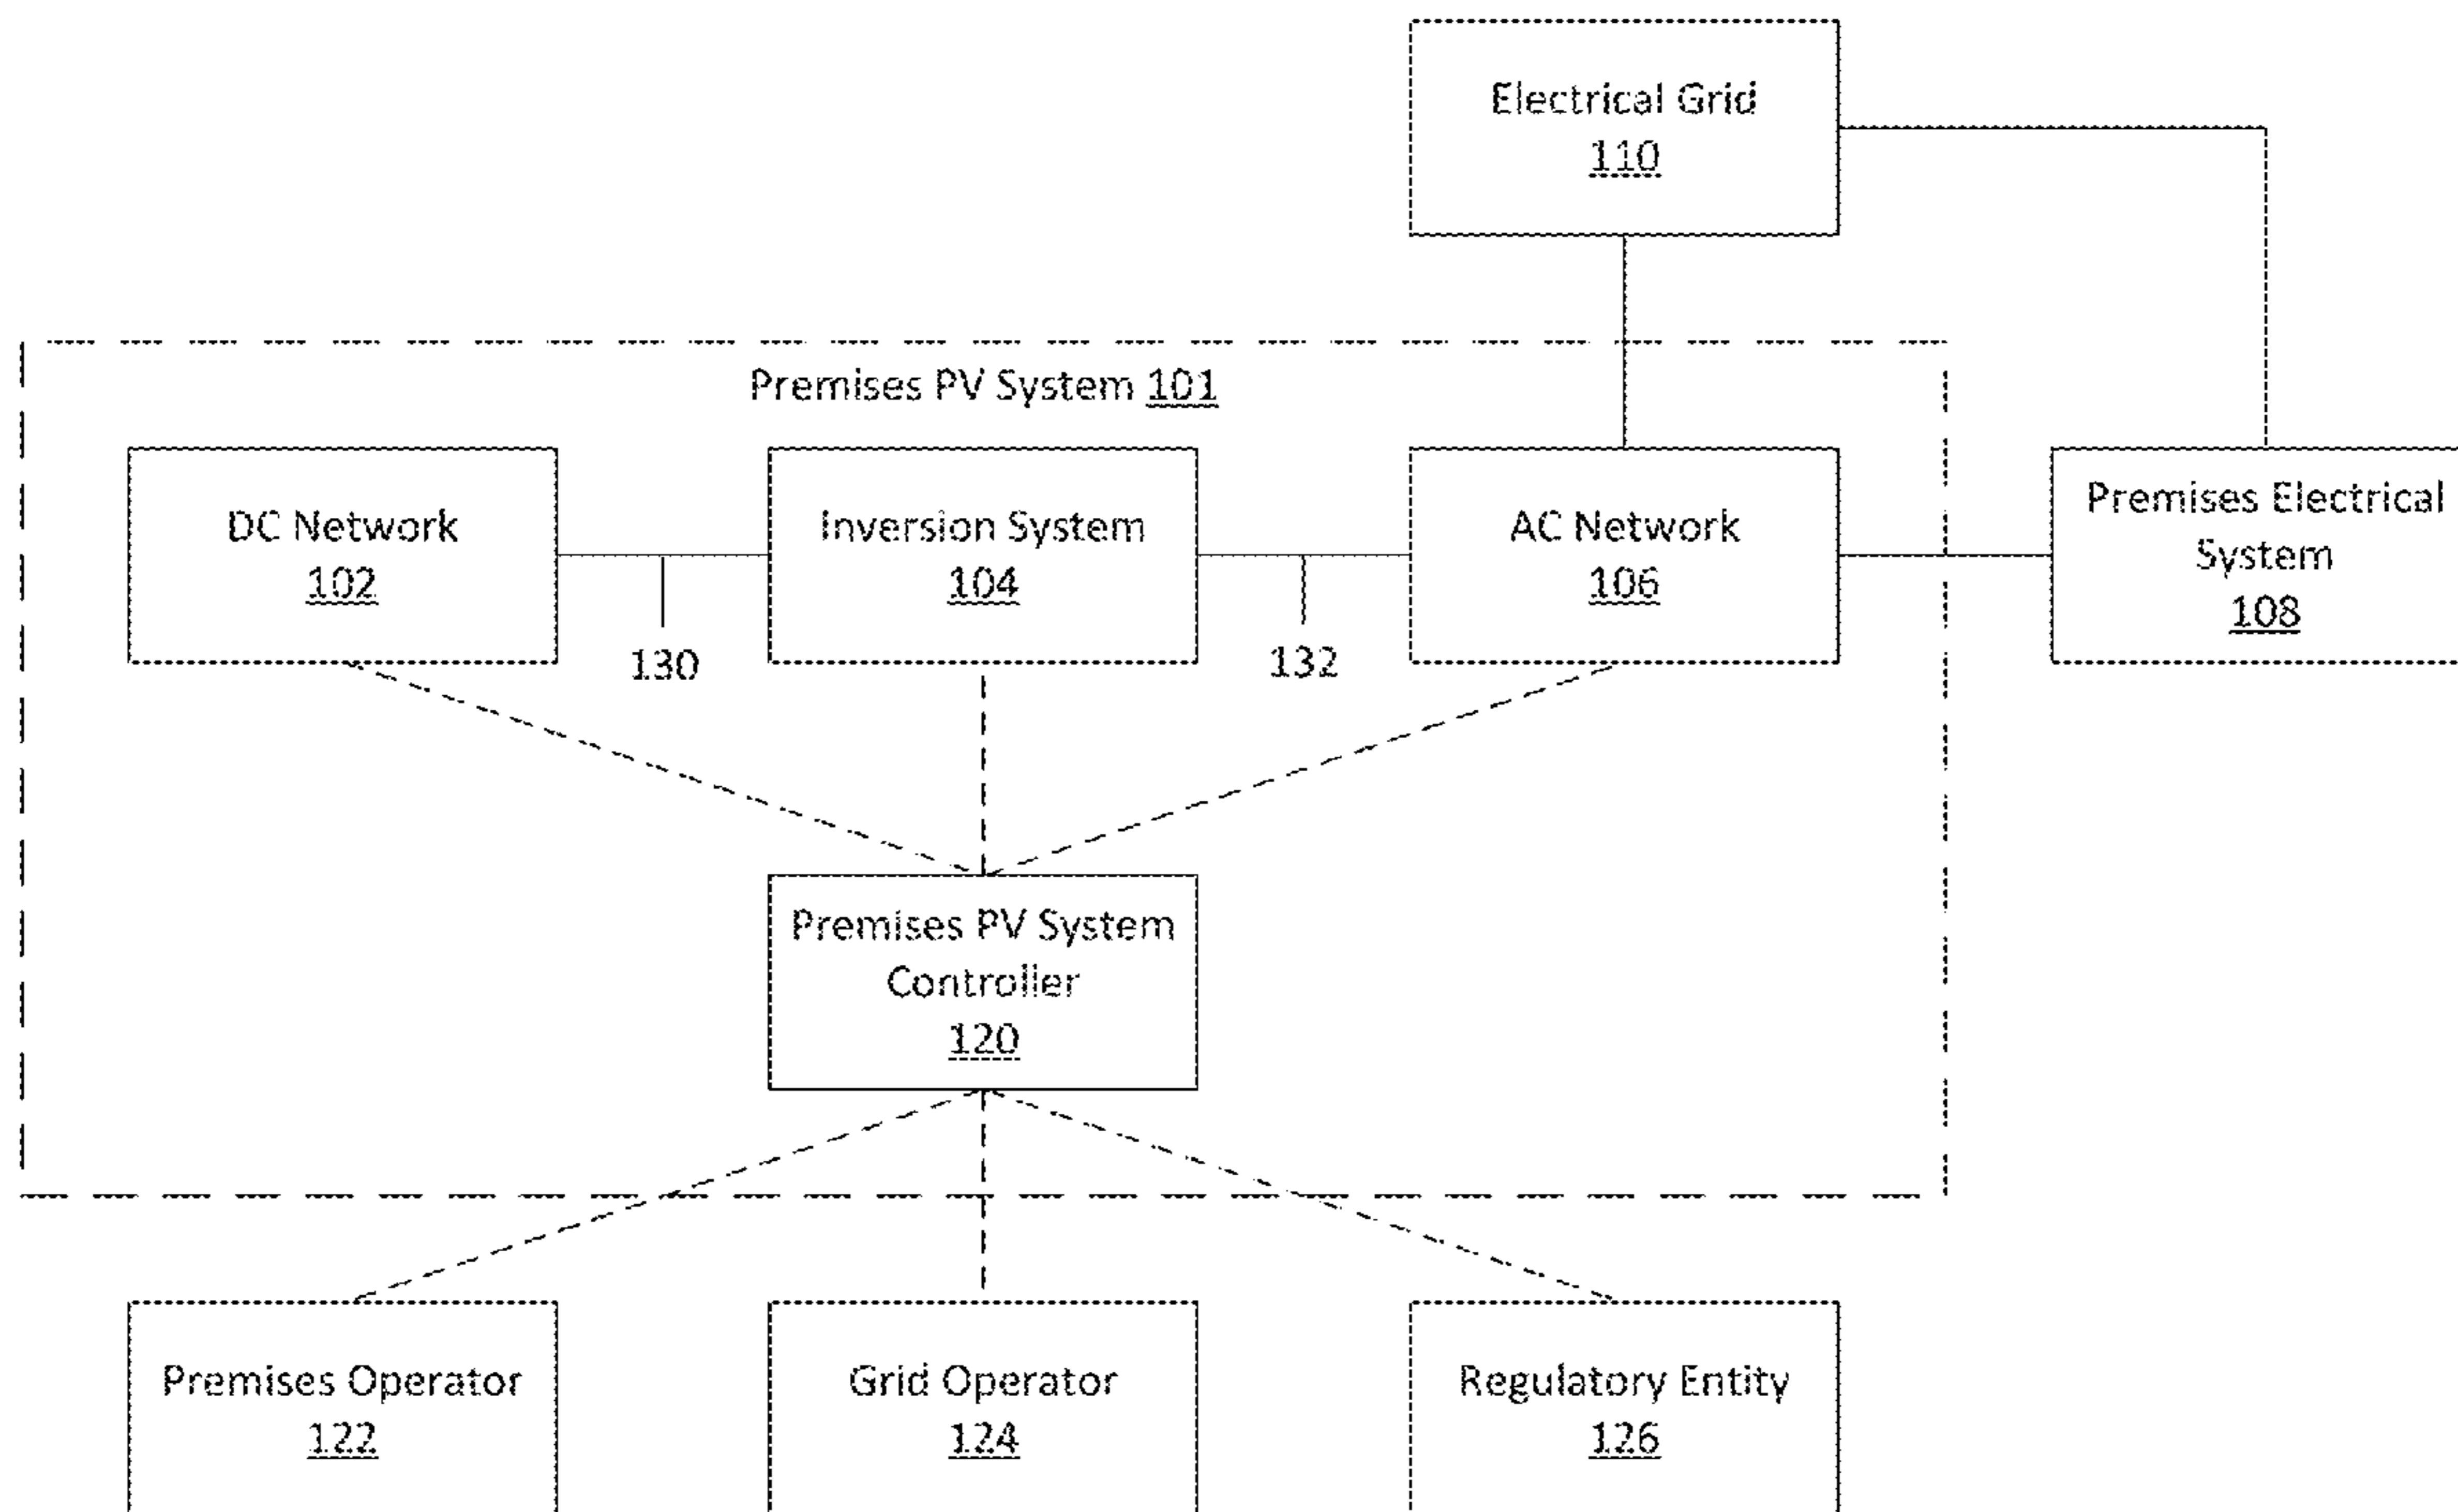 Electrical Grid
110
Premises PV System 101
DC Network
102
Inversion System
104
AC Network
106
Premises Electrical
System
108
130
132
Premises PV System
Controller
120
Premises Operator
122
Grid Operator
124
Regulatory Entity
126